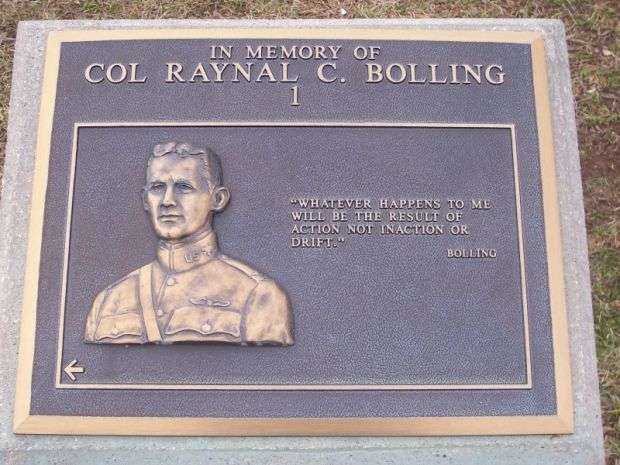 IN MEMORY OF
COL RAYNAL C. BOLLING
1
"WHATEVER HAPPENS TO ME
WILL BE THE RESULT OF
ACTION NOT INACTION OR
DRIFT."
BOLLING